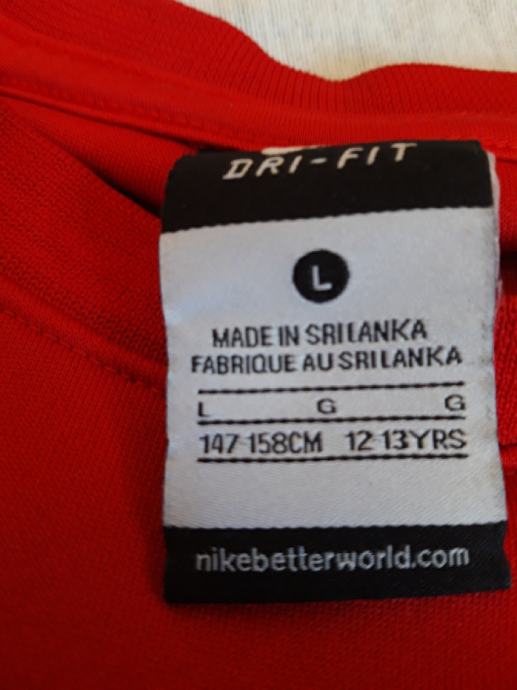 DRI-FIT
L
MADE IN SRI LANKA
FABRIQUE AU SRI LANKA
L G G
147-158CM 12-13YRS
nikebetterworld.com